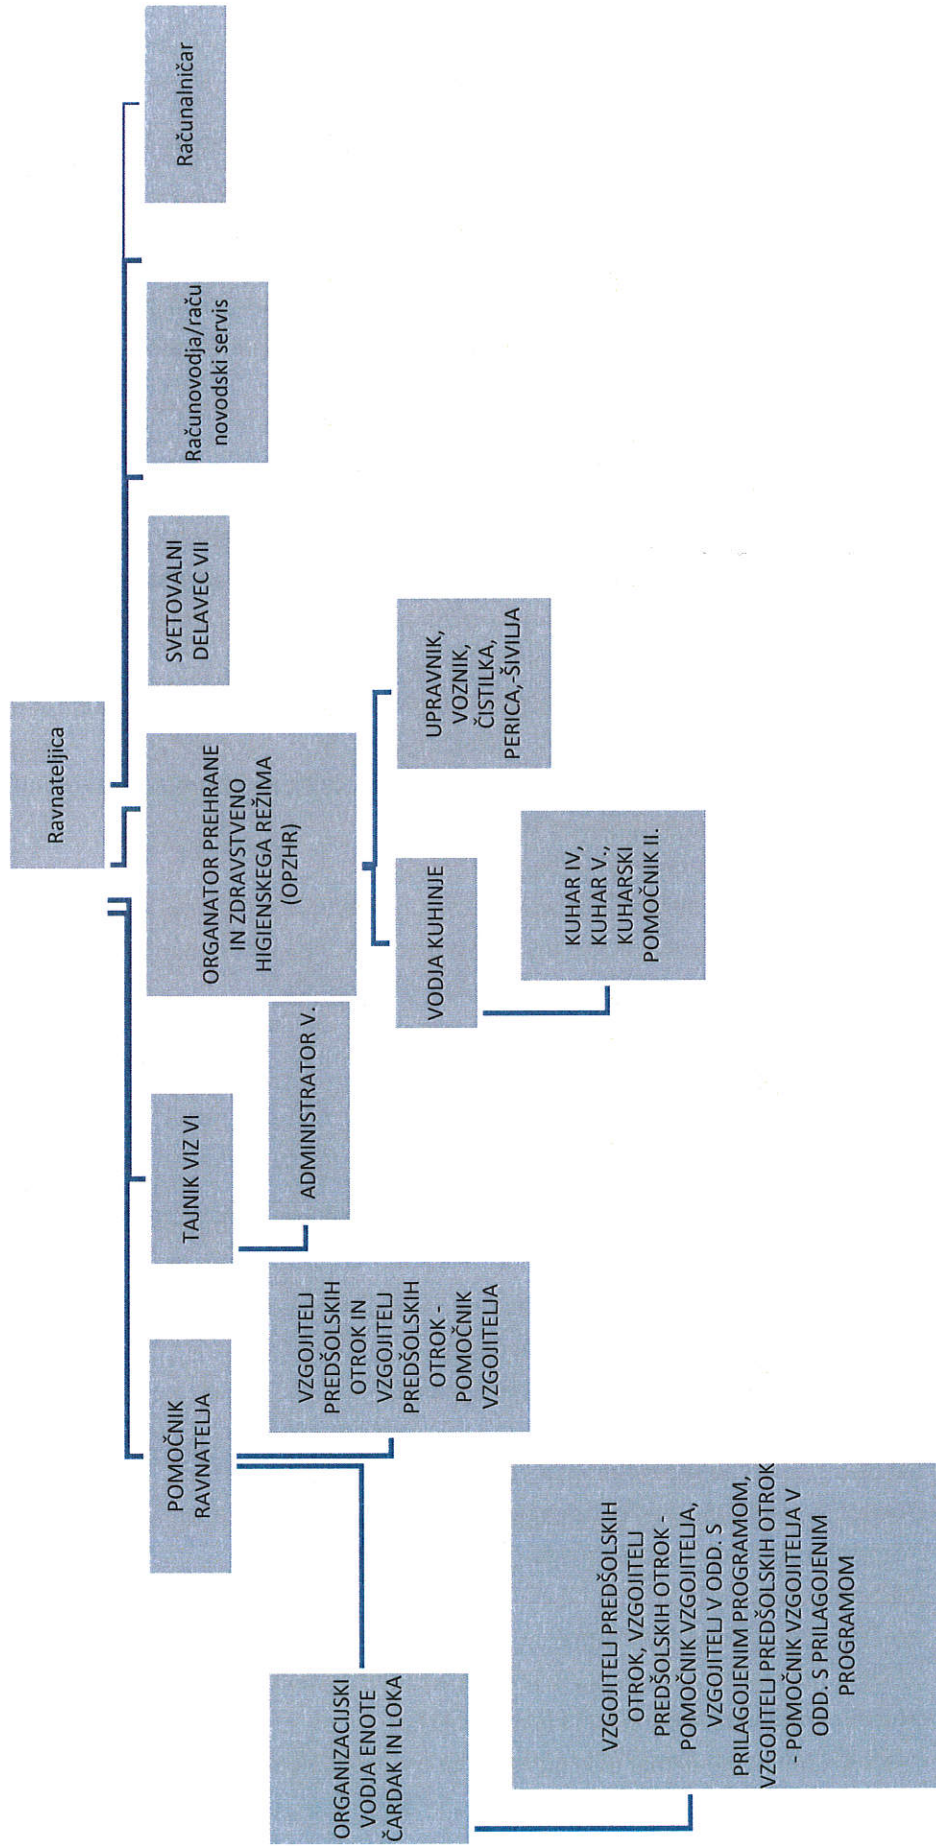 Ravnateljica
POMOČNIK
RAVNATELJA
TAJNIK VIZ VI
ORGANATOR PREHRANE
IN ZDRAVSTVENO
HIGIENSKEGA REŽIMA
(OPZHR)
SVETOVALNI
DELAVEC VII
Računovodja/raču
novodski servis
Računalničar
ORGANIZACIJSKI
VODJA ENOTE
ČARDAK IN LOKA
VZGOJITELJ
PREDŠOLSKIH
OTROK IN
VZGOJITELJ
PREDŠOLSKIH
OTROK -
POMOČNIK
VZGOJITELJA
ADMINISTRATOR V.
VODJA KUHINJE
UPRAVNIK,
VOZNIK,
ČISTILKA,
PERICA,-ŠIVILJA
VZGOJITELJ PREDŠOLSKIH
OTROK, VZGOJITELJ
PREDŠOLSKIH OTROK -
POMOČNIK VZGOJITELJA,
VZGOJITELJ V ODD. S
PRILAGOJENIM PROGRAMOM,
VZGOJITELJ PREDŠOLSKIH OTROK
- POMOČNIK VZGOJITELJA V
ODD. S PRILAGOJENIM
PROGRAMOM
KUHAR IV,
KUHAR V.,
KUHARSKI
POMOČNIK II.